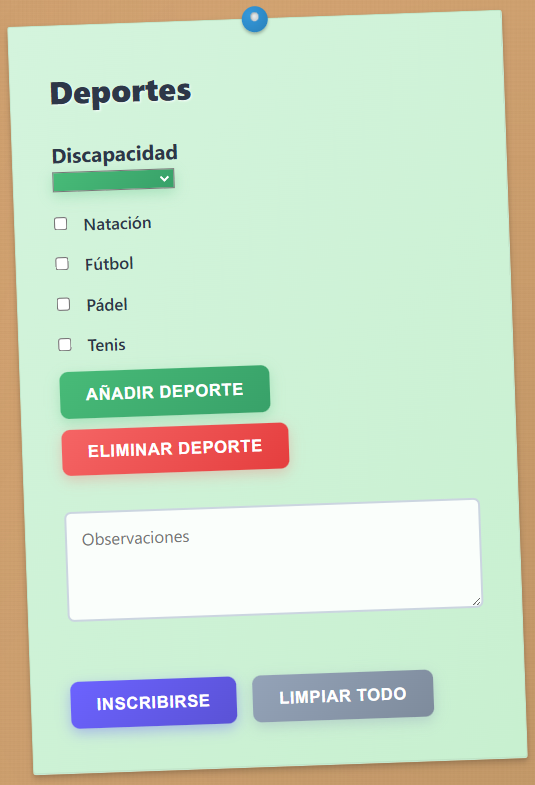 Deportes
Discapacidad
Natación
Fútbol
Pádel
Tenis
AÑADIR DEPORTE
ELIMINAR DEPORTE
Observaciones
INSCRIBIRSE
LIMPIAR TODO